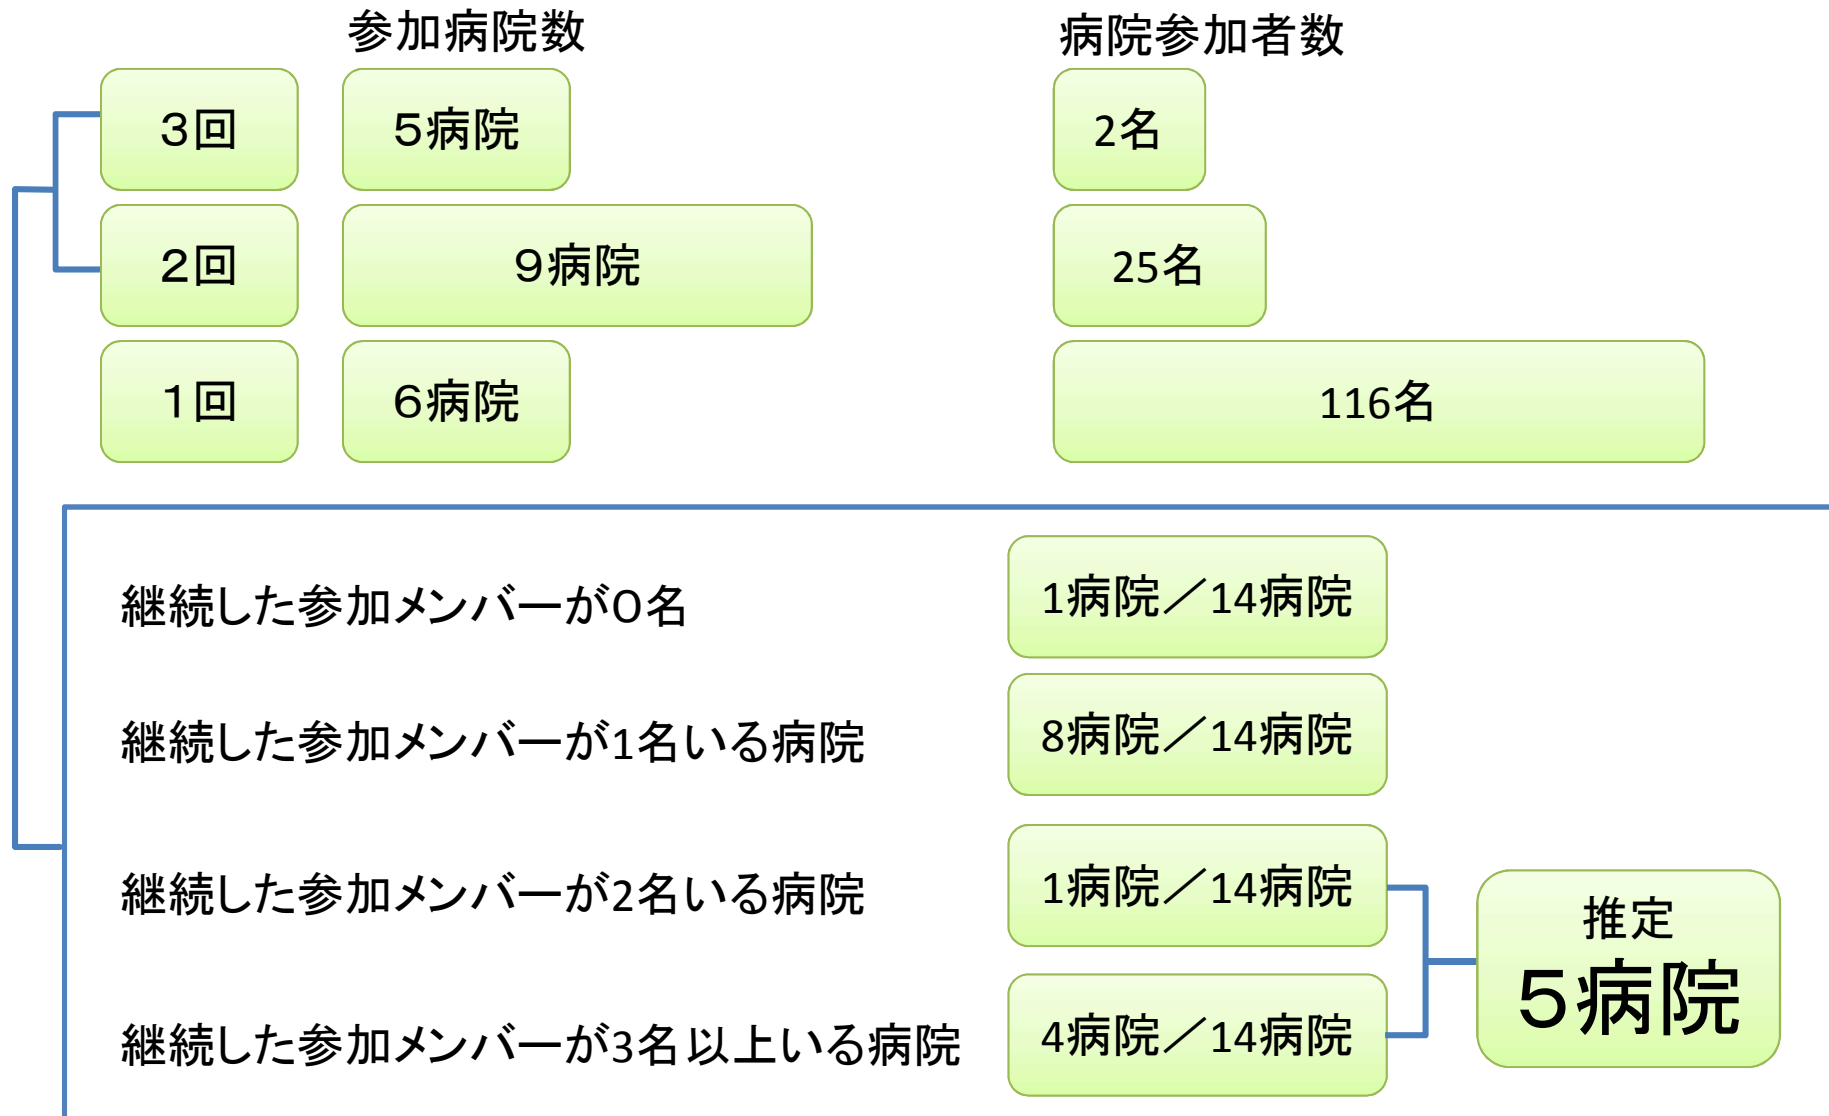 参加病院数
病院参加者数
３回
５病院
2名
２回
９病院
25名
１回
６病院
116名
継続した参加メンバーが0名
1病院／14病院
継続した参加メンバーが1名いる病院
8病院／14病院
継続した参加メンバーが2名いる病院
1病院／14病院
継続した参加メンバーが3名以上いる病院
4病院／14病院
推定
５病院